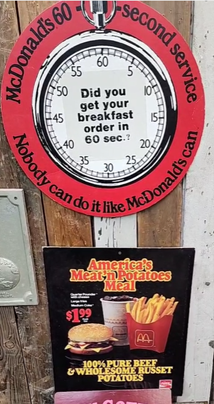 McDonald's 60-second service
60
55 5
50 10
45 15
40 20
35 25
30
Did you
get your
breakfast
order in
60 sec.?
Nobody can do it like McDonald's can
America's
Meat'n Potatoes
Meal
$1.99
100% PURE BEEF
& WHOLESOME RUSSET
POTATOES